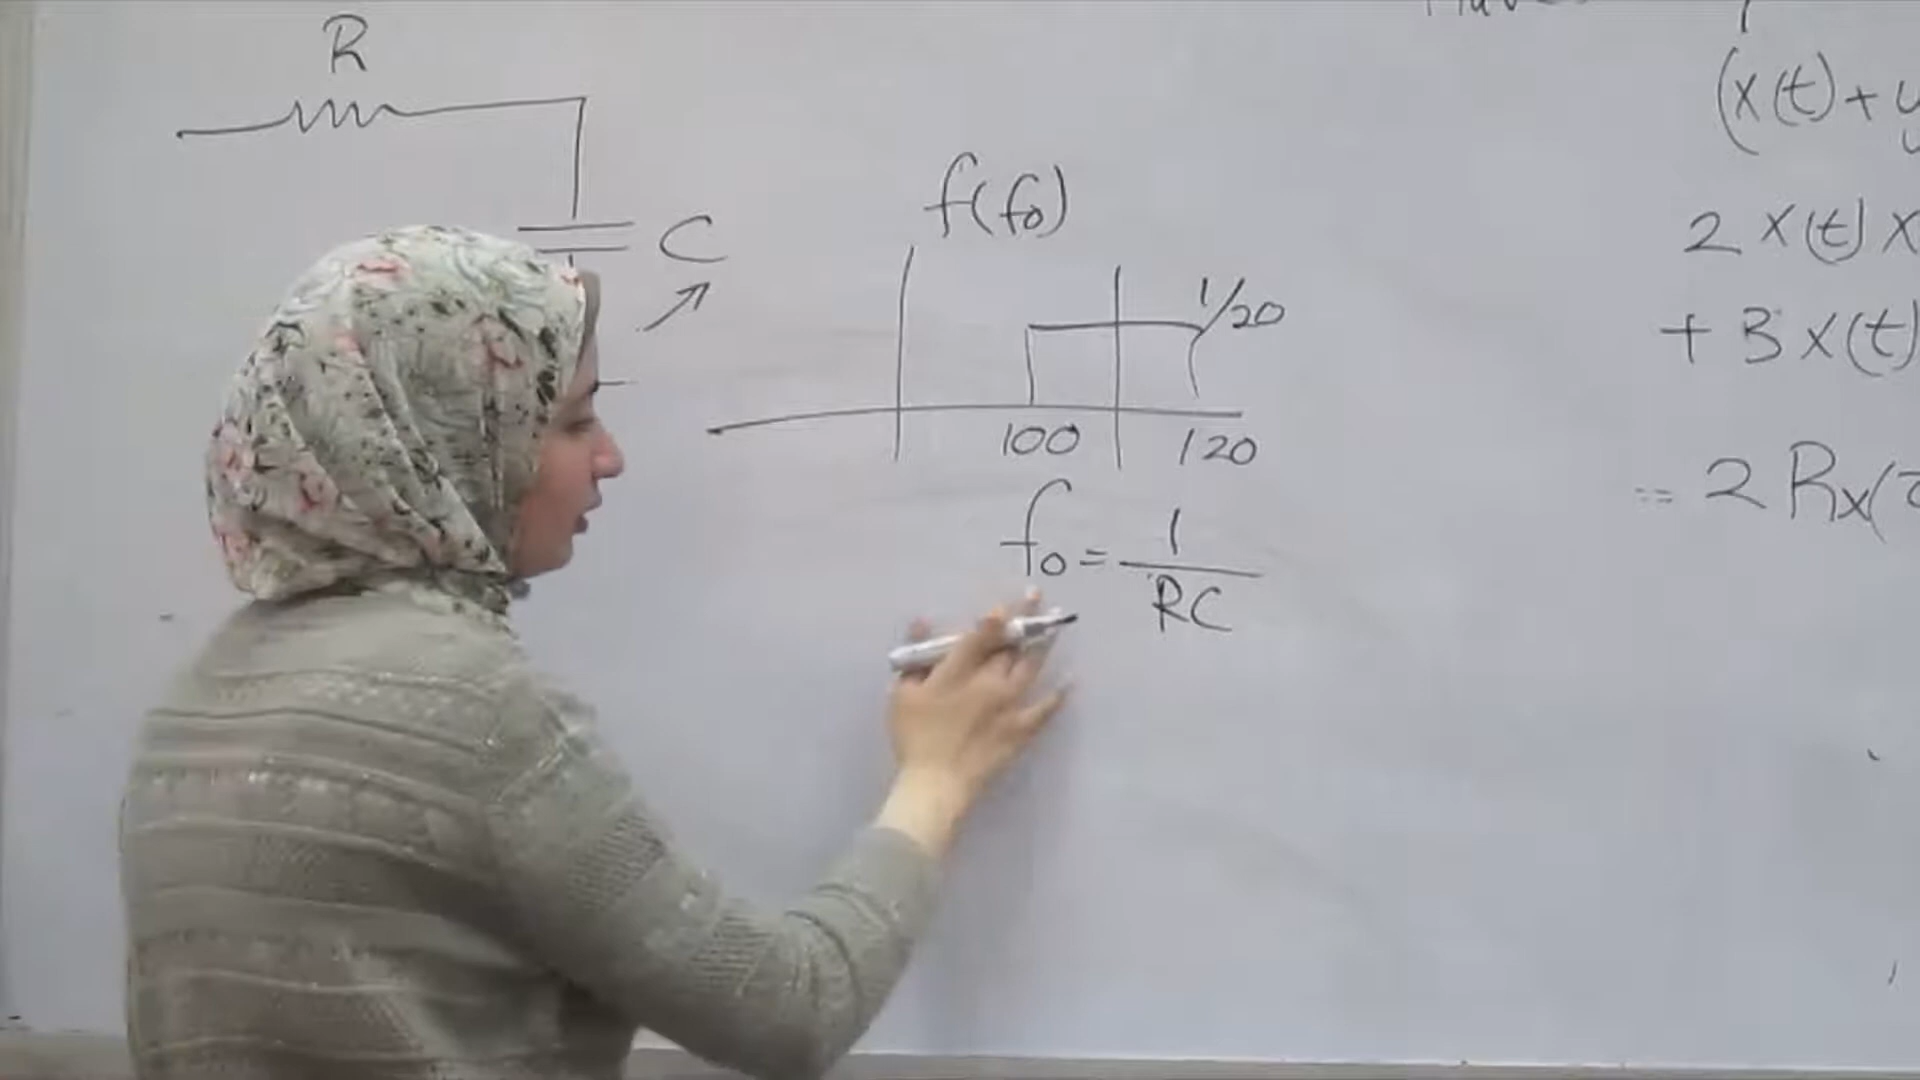 R
C
f(f0)
1/20
100 120
f0 = 1/RC
(x(t) +
2 x(t) x
+ 3 x(t)
= 2 Rx(